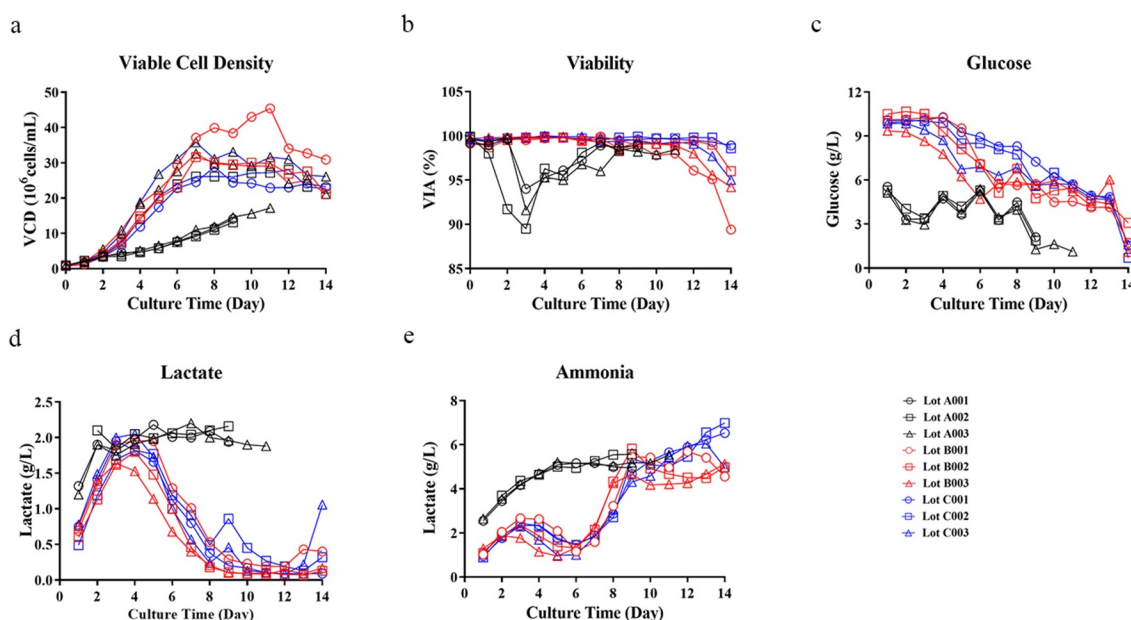 a
Viable Cell Density
VCD (10⁶ cells/mL)
50
40
30
20
10
0
0 2 4 6 8 10 12 14
Culture Time (Day)
b
Viability
VIA (%)
105
100
95
90
85
0 2 4 6 8 10 12 14
Culture Time (Day)
c
Glucose
Glucose (g/L)
12
9
6
3
0
0 2 4 6 8 10 12 14
Culture Time (Day)
d
Lactate
Lactate (g/L)
2.5
2.0
1.5
1.0
0.5
0.0
0 2 4 6 8 10 12 14
Culture Time (Day)
e
Ammonia
Lactate (g/L)
8
6
4
2
0
0 2 4 6 8 10 12 14
Culture Time (Day)
Lot A001
Lot A002
Lot A003
Lot B001
Lot B002
Lot B003
Lot C001
Lot C002
Lot C003